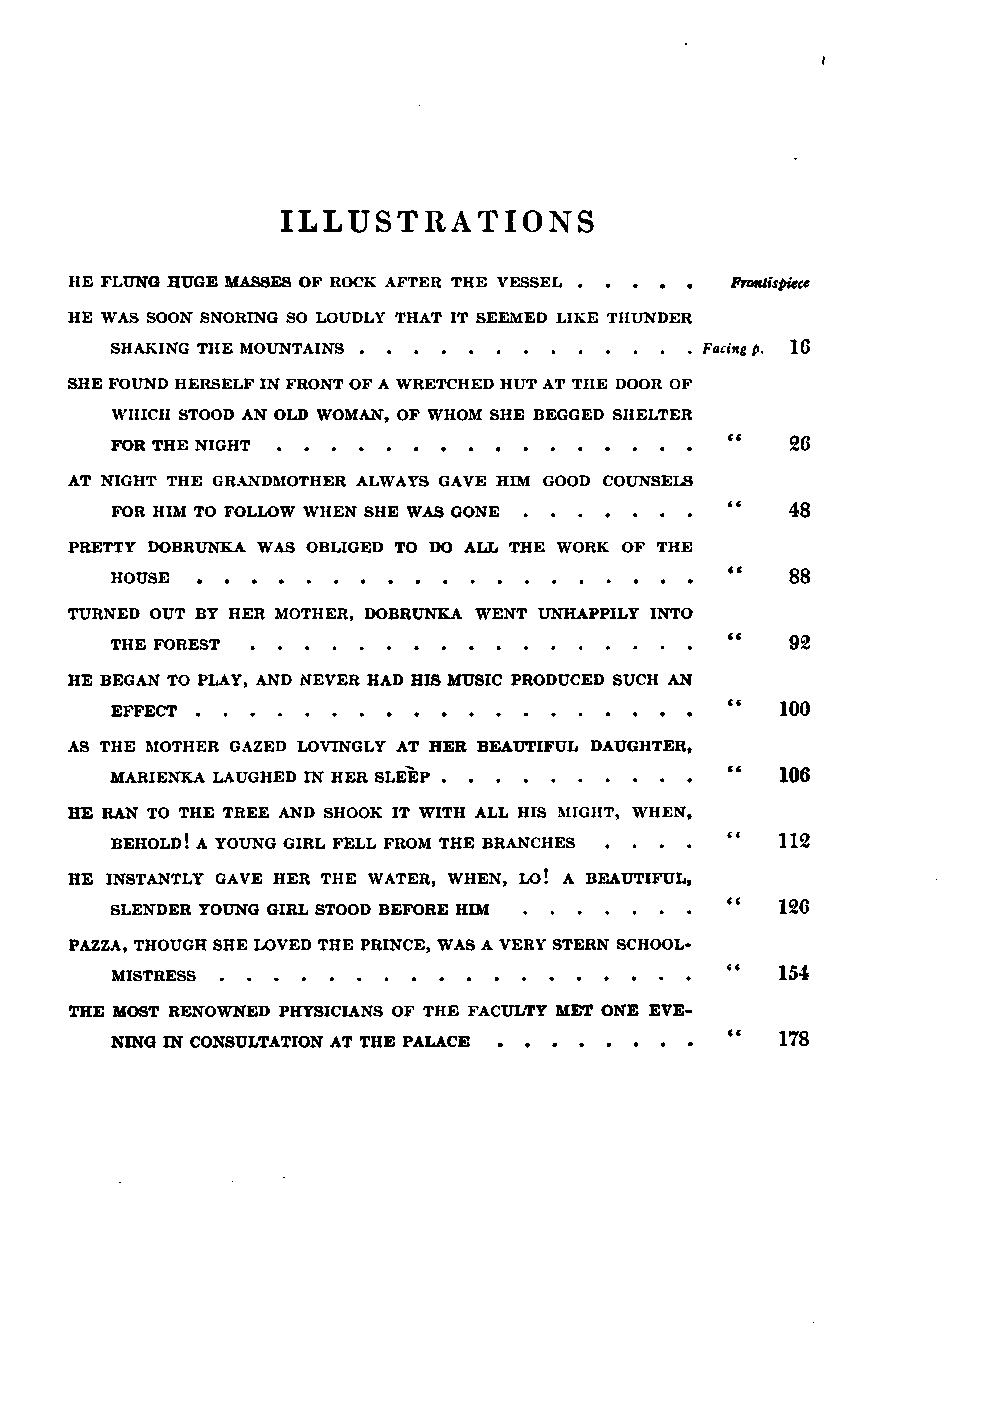 ILLUSTRATIONS
HE FLUNG HUGE MASSES OF ROCK AFTER THE VESSEL . . . . . Frontispiece
HE WAS SOON SNORING SO LOUDLY THAT IT SEEMED LIKE THUNDER
SHAKING THE MOUNTAINS . . . . . . . . . . . . . Facing p. 16
SHE FOUND HERSELF IN FRONT OF A WRETCHED HUT AT THE DOOR OF
WHICH STOOD AN OLD WOMAN, OF WHOM SHE BEGGED SHELTER
FOR THE NIGHT . . . . . . . . . . . . . . . . “ 26
AT NIGHT THE GRANDMOTHER ALWAYS GAVE HIM GOOD COUNSELS
FOR HIM TO FOLLOW WHEN SHE WAS GONE . . . . . . . “ 48
PRETTY DOBRUNKA WAS OBLIGED TO DO ALL THE WORK OF THE
HOUSE . . . . . . . . . . . . . . . . . . . “ 88
TURNED OUT BY HER MOTHER, DOBRUNKA WENT UNHAPPILY INTO
THE FOREST . . . . . . . . . . . . . . . . . “ 92
HE BEGAN TO PLAY, AND NEVER HAD HIS MUSIC PRODUCED SUCH AN
EFFECT . . . . . . . . . . . . . . . . . . . “ 100
AS THE MOTHER GAZED LOVINGLY AT HER BEAUTIFUL DAUGHTER,
MARIENKA LAUGHED IN HER SLEEP . . . . . . . . . . “ 106
HE RAN TO THE TREE AND SHOOK IT WITH ALL HIS MIGHT, WHEN,
BEHOLD! A YOUNG GIRL FELL FROM THE BRANCHES . . . . “ 112
HE INSTANTLY GAVE HER THE WATER, WHEN, LO! A BEAUTIFUL,
SLENDER YOUNG GIRL STOOD BEFORE HIM . . . . . . . “ 126
PAZZA, THOUGH SHE LOVED THE PRINCE, WAS A VERY STERN SCHOOL-
MISTRESS . . . . . . . . . . . . . . . . . . “ 154
THE MOST RENOWNED PHYSICIANS OF THE FACULTY MET ONE EVE-
NING IN CONSULTATION AT THE PALACE . . . . . . . . “ 178